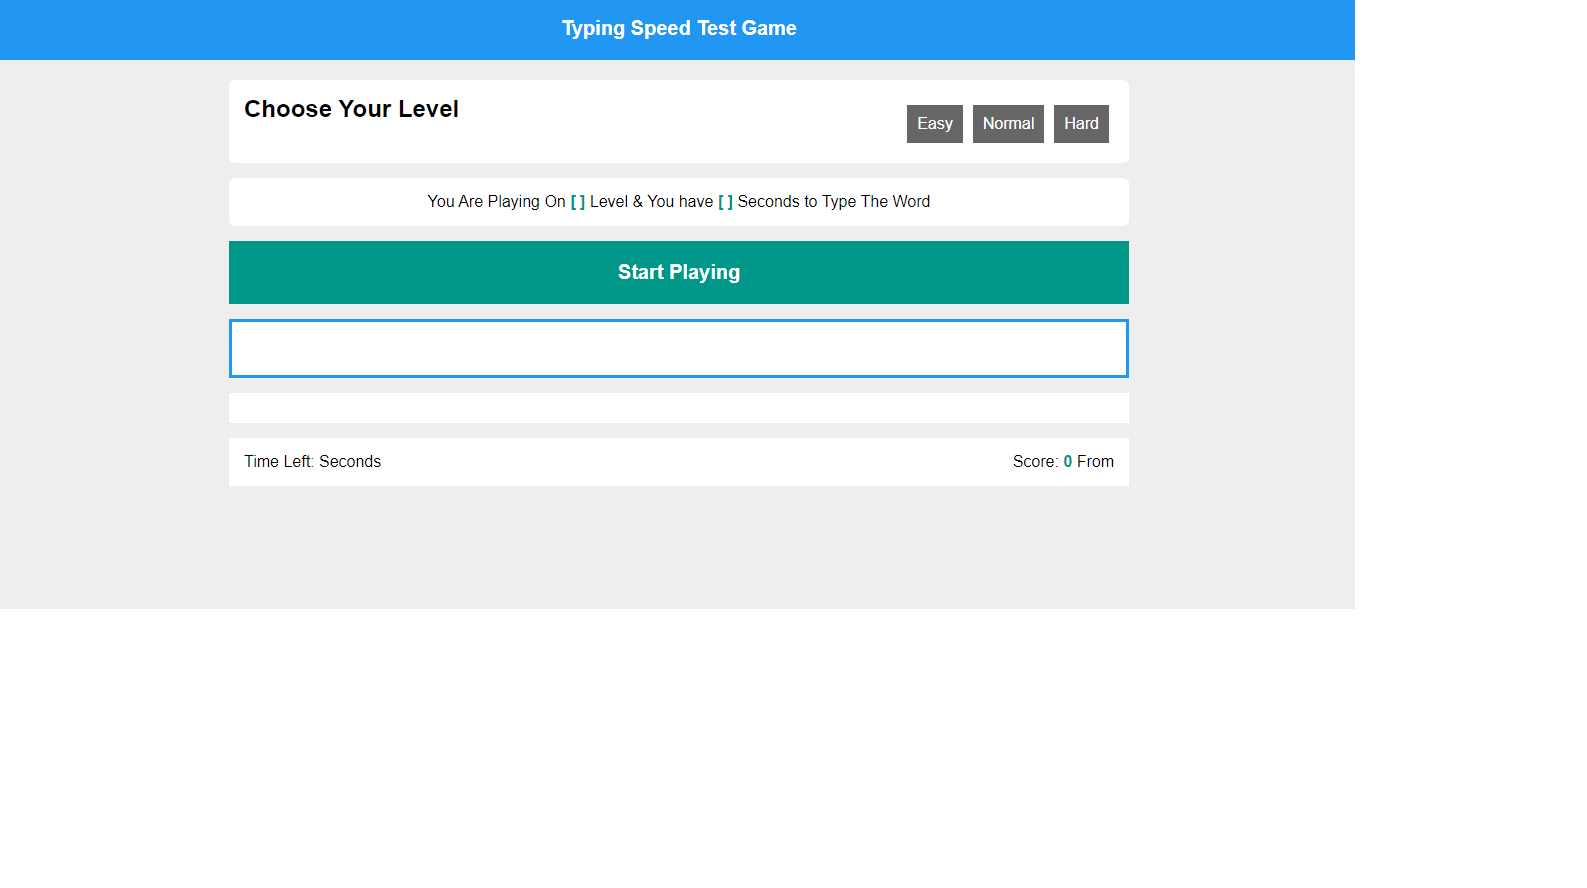 Typing Speed Test Game
Choose Your Level
Easy Normal Hard
You Are Playing On [ ] Level & You have [ ] Seconds to Type The Word
Start Playing
Time Left: Seconds
Score: 0 From